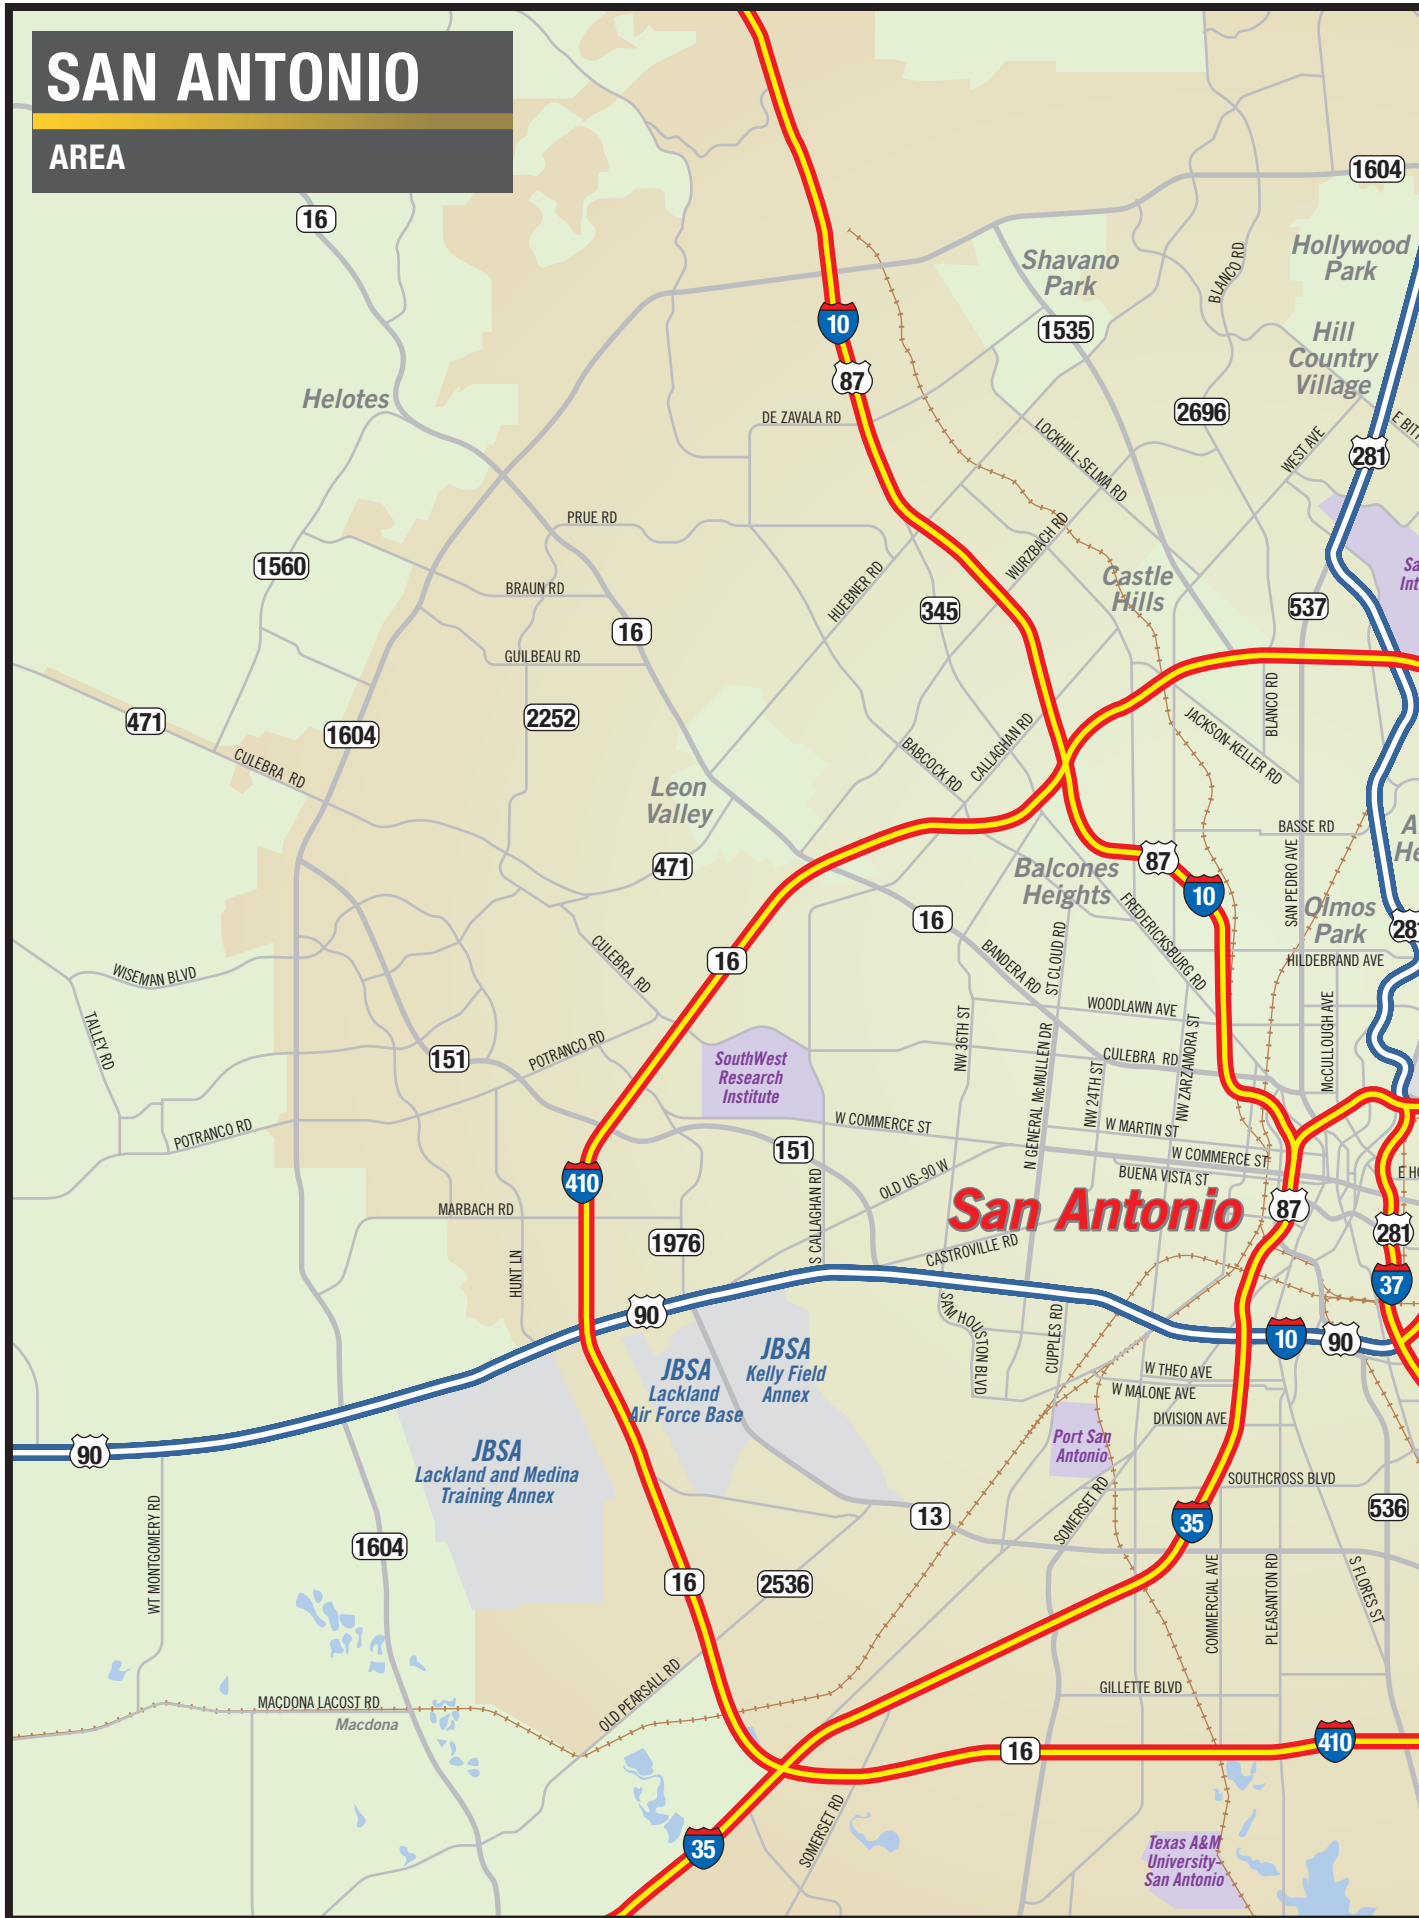 SAN ANTONIO
AREA
1604
16
Shavano
Park
Hollywood
Park
BLANCO RD
10
1535
Hill
Country
Village
87
Helotes
DE ZAVALA RD
2696
LOCKHILL-SELMA RD
WEST AVE
E BIT
281
PRUE RD
WURZBACH RD
1560
BRAUN RD
HUEBNER RD
Castle
Hills
Sa
Int
345
537
16
GUILBEAU RD
2252
471
1604
CULEBRA RD
BLANCO RD
JACKSON-KELLER RD
BABCOCK RD
CALLAGHAN RD
Leon
Valley
BASSE RD
A
He
471
Balcones
Heights
87
10
SAN PEDRO AVE
FREDERICKSBURG RD
Olmos
Park
16
281
ST CLOUD RD
BANDERA RD
HILDEBRAND AVE
CULEBRA RD
16
WISEMAN BLVD
WOODLAWN AVE
McCULLOUGH AVE
TALLEY RD
NW 36TH ST
N GENERAL McMULLEN DR
NW ZARZAMORA ST
151
POTRANCO RD
SouthWest
Research
Institute
CULEBRA RD
NW 24TH ST
POTRANCO RD
W COMMERCE ST
W MARTIN ST
151
W COMMERCE ST
BUENA VISTA ST
E HO
410
OLD US-90 W
MARBACH RD
San Antonio
87
S CALLAGHAN RD
1976
CASTROVILLE RD
281
HUNT LN
37
90
SAM HOUSTON BLVD
CUPPLES RD
10
90
JBSA
Kelly Field
Annex
JBSA
Lackland
Air Force Base
W THEO AVE
W MALONE AVE
DIVISION AVE
90
JBSA
Lackland and Medina
Training Annex
Port San
Antonio
SOUTHCROSS BLVD
WT MONTGOMERY RD
SOMERSET RD
13
35
536
1604
16
2536
COMMERCIAL AVE
PLEASANTON RD
S FLORES ST
OLD PEARSALL RD
GILLETTE BLVD
MACDONA LACOST RD
Macdona
16
410
SOMERSET RD
35
Texas A&M
University-
San Antonio